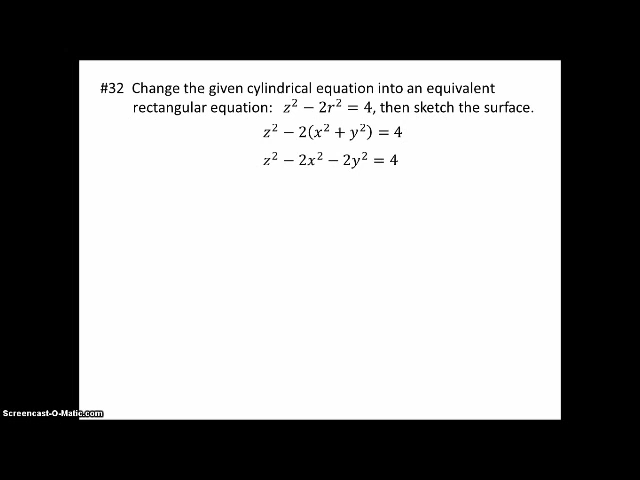 #32 Change the given cylindrical equation into an equivalent
rectangular equation: z² − 2r² = 4, then sketch the surface.
z² − 2(x² + y²) = 4
z² − 2x² − 2y² = 4
Screencast-O-Matic.com